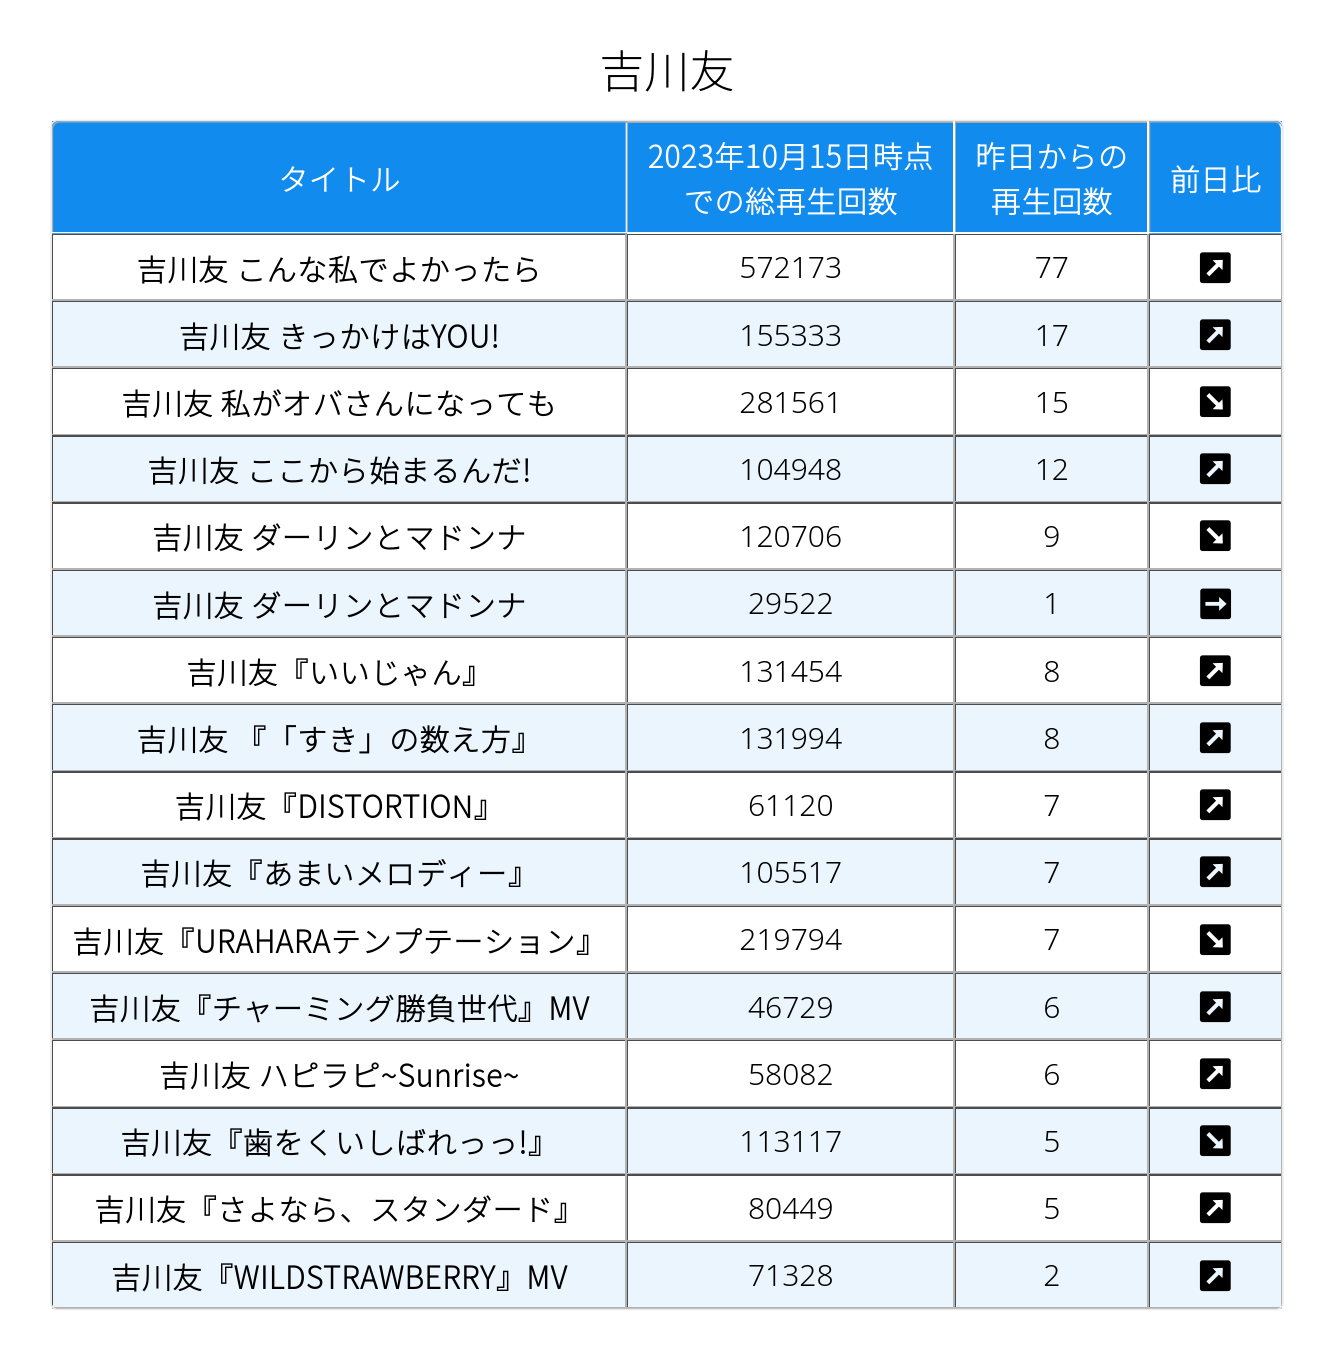 吉川友
タイトル 2023年10月15日時点での総再生回数 昨日からの再生回数 前日比
吉川友 こんな私でよかったら 572173 77 ↗
吉川友 きっかけはYOU! 155333 17 ↗
吉川友 私がオバさんになっても 281561 15 ↘
吉川友 ここから始まるんだ! 104948 12 ↗
吉川友 ダーリンとマドンナ 120706 9 ↘
吉川友 ダーリンとマドンナ 29522 1 →
吉川友『いいじゃん』 131454 8 ↗
吉川友 『「すき」の数え方』 131994 8 ↗
吉川友『DISTORTION』 61120 7 ↗
吉川友『あまいメロディー』 105517 7 ↗
吉川友『URAHARAテンプテーション』 219794 7 ↘
吉川友『チャーミング勝負世代』MV 46729 6 ↗
吉川友 ハピラピ~Sunrise~ 58082 6 ↗
吉川友『歯をくいしばれっっ!』 113117 5 ↘
吉川友『さよなら、スタンダード』 80449 5 ↗
吉川友『WILDSTRAWBERRY』MV 71328 2 ↗